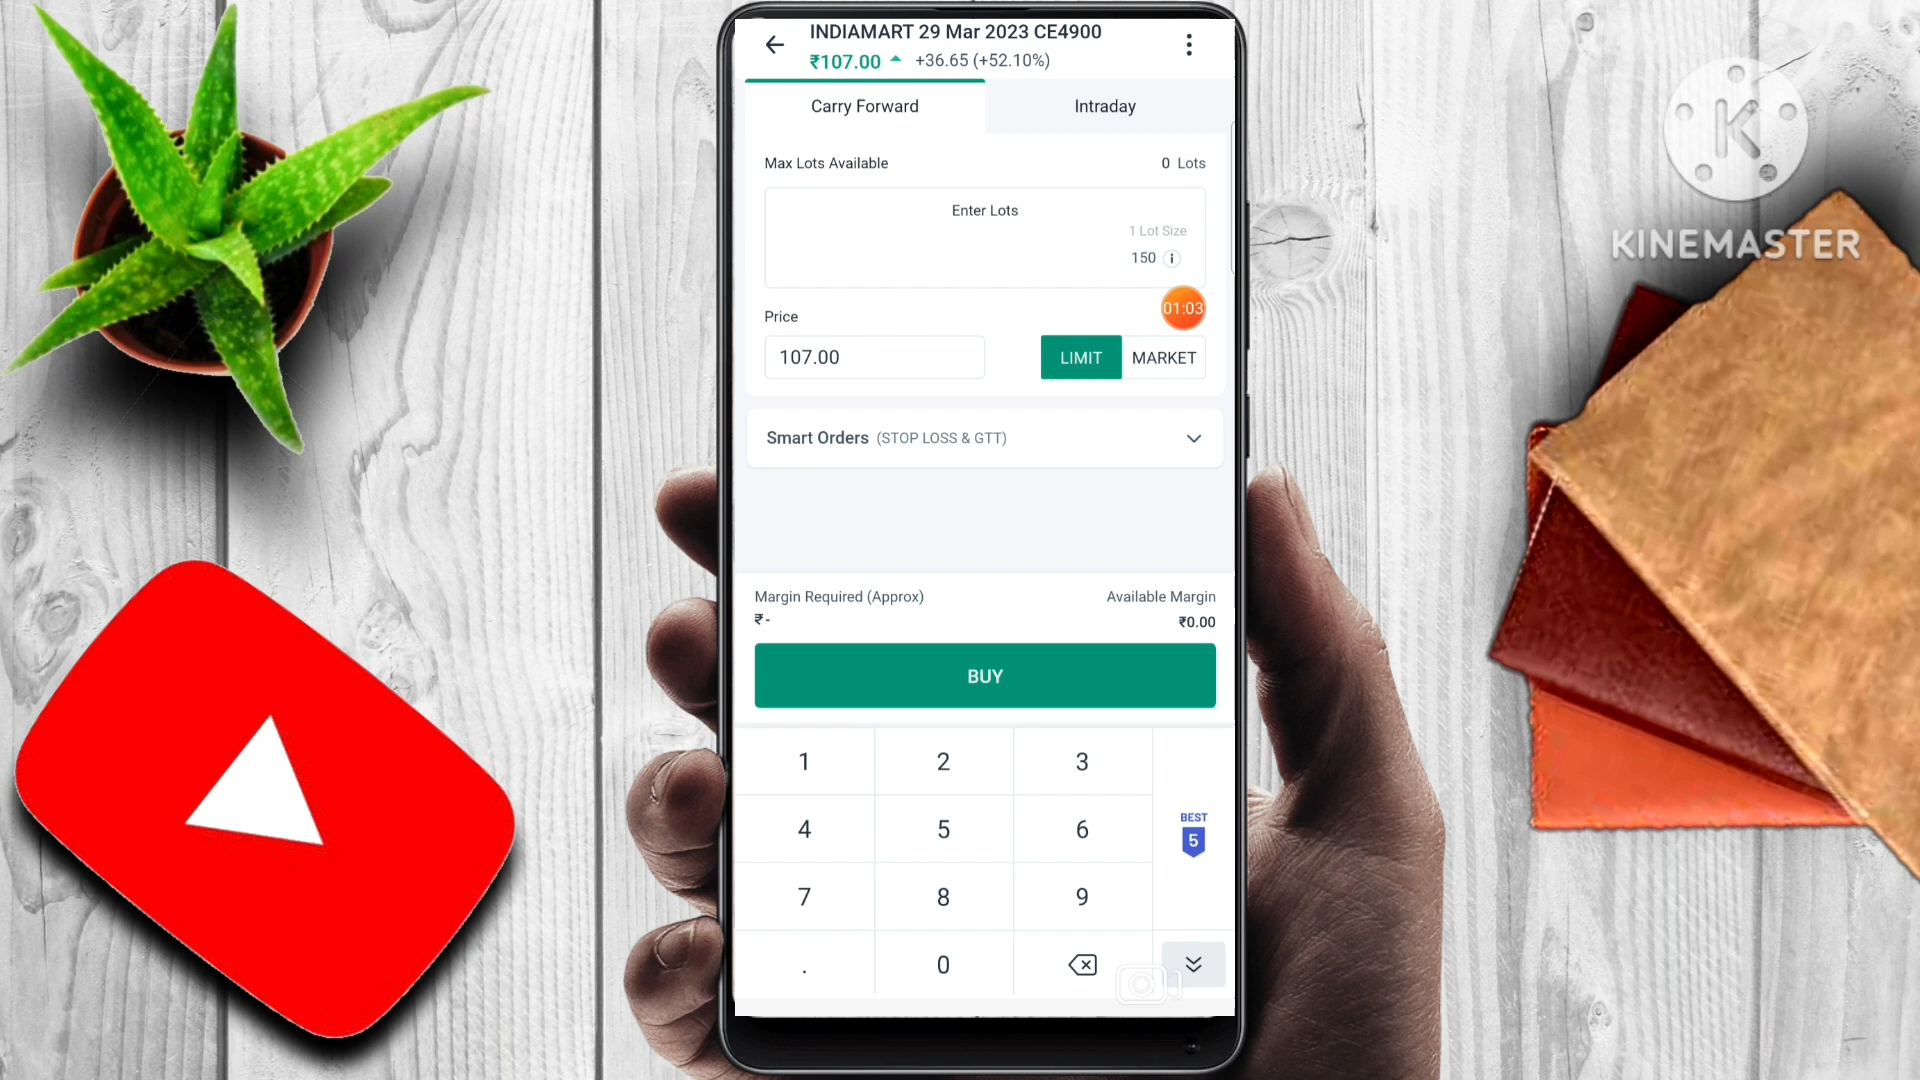 INDIAMART 29 Mar 2023 CE4900
₹107.00 +36.65 (+52.10%)
Carry Forward Intraday
Max Lots Available 0 Lots
Enter Lots
1 Lot Size
150 i
01:03
Price
107.00 LIMIT MARKET
Smart Orders (STOP LOSS & GTT)
Margin Required (Approx) Available Margin
₹- ₹0.00
BUY
1 2 3
4 5 6
BEST
5
7 8 9
. 0
K
KINEMASTER